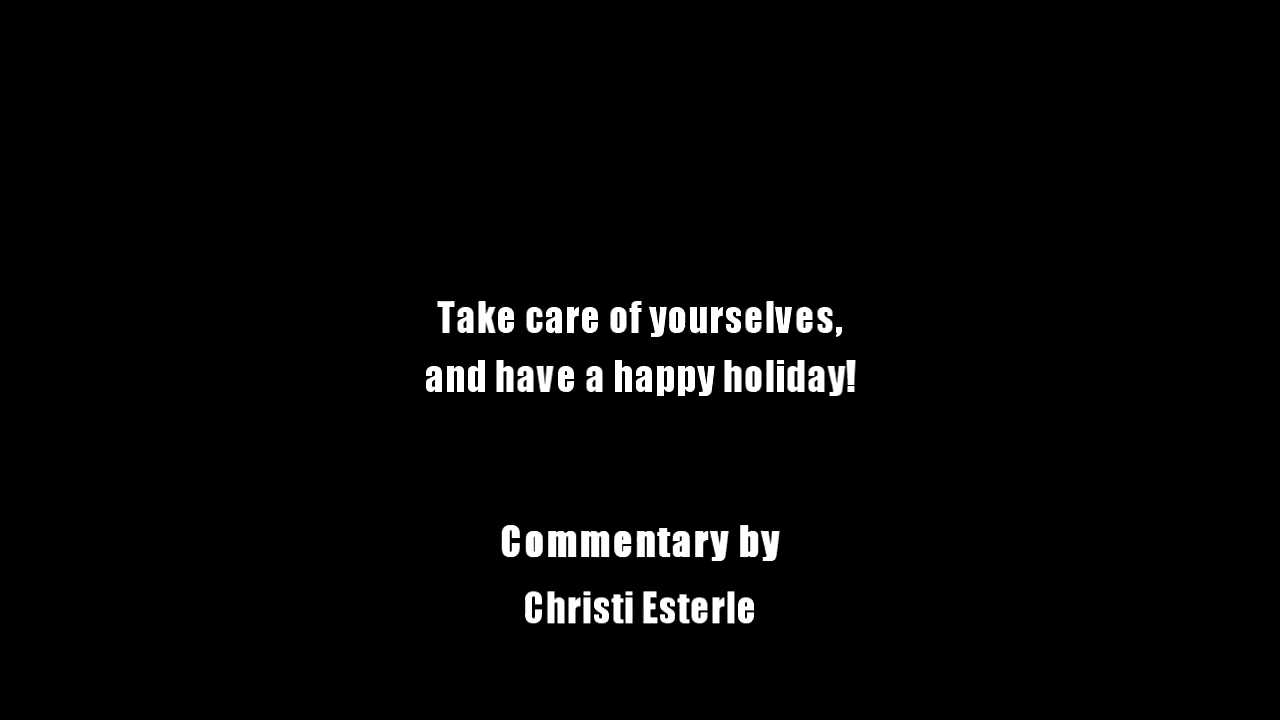 Take care of yourselves,
and have a happy holiday!
Commentary by
Christi Esterle